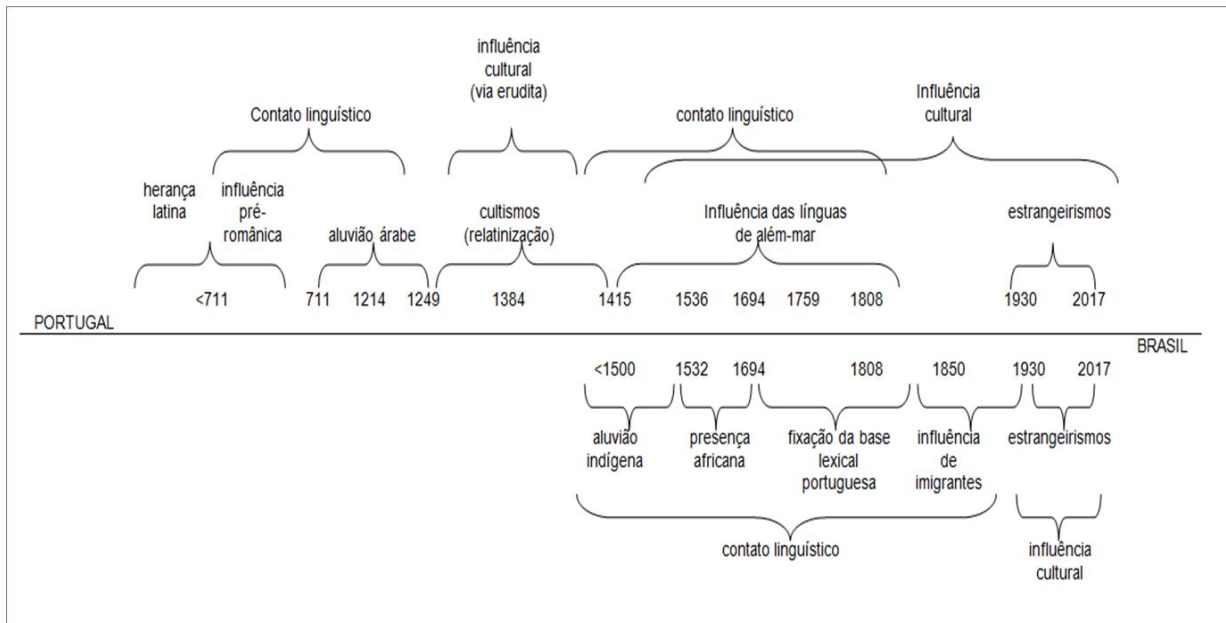 influência
cultural
(via erudita)
Influência
cultural
Contato linguístico
contato linguístico
herança
latina
influência
pré-
românica
aluvião árabe
cultismos
(relatinização)
Influência das línguas
de além-mar
estrangeirismos
<711 711 1214 1249 1384 1415 1536 1694 1759 1808 1930 2017
PORTUGAL
BRASIL
<1500 1532 1694 1808 1850 1930 2017
aluvião
indígena
presença
africana
fixação da base
lexical
portuguesa
influência
de
imigrantes
estrangeirismos
contato linguístico
influência
cultural